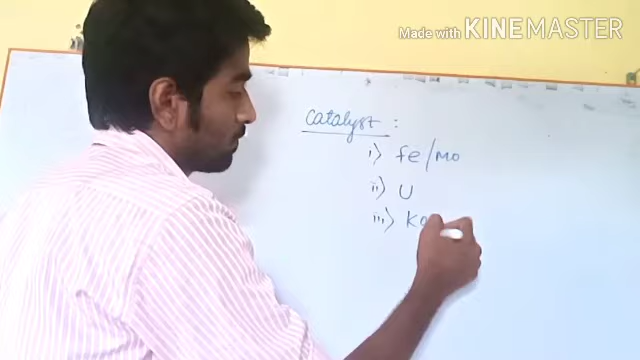 Made with KINEMASTER
Catalyst :
i) Fe/Mo
ii) U
iii)